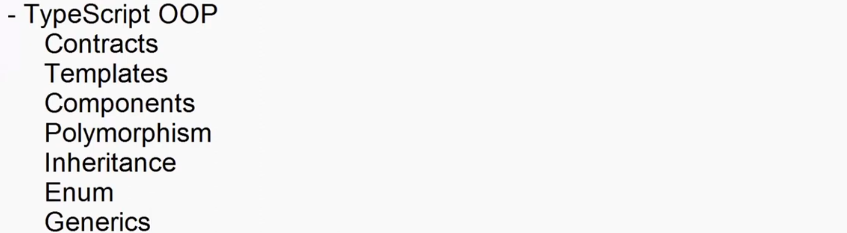 - TypeScript OOP
Contracts
Templates
Components
Polymorphism
Inheritance
Enum
Generics